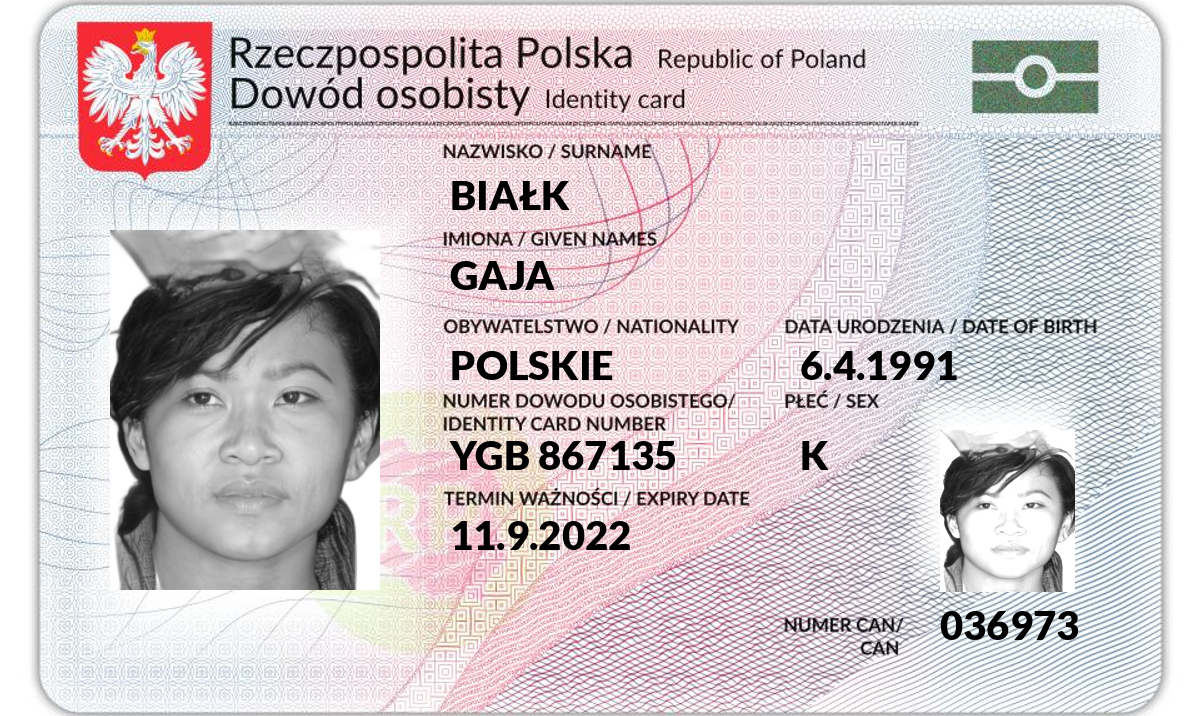 Rzeczpospolita Polska Republic of Poland
Dowód osobisty Identity card
NAZWISKO / SURNAME
BIAŁK
IMIONA / GIVEN NAMES
GAJA
OBYWATELSTWO / NATIONALITY DATA URODZENIA / DATE OF BIRTH
POLSKIE 6.4.1991
NUMER DOWODU OSOBISTEGO/ PŁEĆ / SEX
IDENTITY CARD NUMBER
YGB 867135 K
TERMIN WAŻNOŚCI / EXPIRY DATE
11.9.2022
NUMER CAN/ 036973
CAN